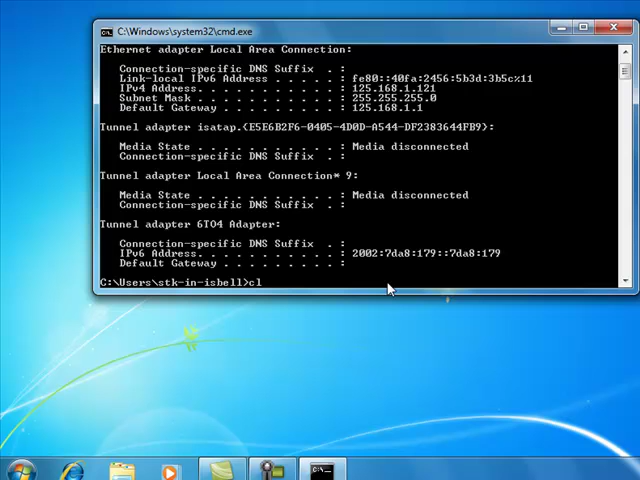 C:\Windows\system32\cmd.exe
Ethernet adapter Local Area Connection:
Connection-specific DNS Suffix . :
Link-local IPv6 Address . . . . . : fe80::40fa:2456:5b3d:3b5c%11
IPv4 Address. . . . . . . . . . . : 125.168.1.121
Subnet Mask . . . . . . . . . . . : 255.255.255.0
Default Gateway . . . . . . . . . : 125.168.1.1
Tunnel adapter isatap.{E5E6B2F6-0405-4D0D-A544-DF2383644FB9}:
Media State . . . . . . . . . . . : Media disconnected
Connection-specific DNS Suffix . :
Tunnel adapter Local Area Connection* 9:
Media State . . . . . . . . . . . : Media disconnected
Connection-specific DNS Suffix . :
Tunnel adapter 6TO4 Adapter:
Connection-specific DNS Suffix . :
IPv6 Address. . . . . . . . . . . : 2002:7da8:179::7da8:179
Default Gateway . . . . . . . . . :
C:\Users\stk-in-isbell>cl